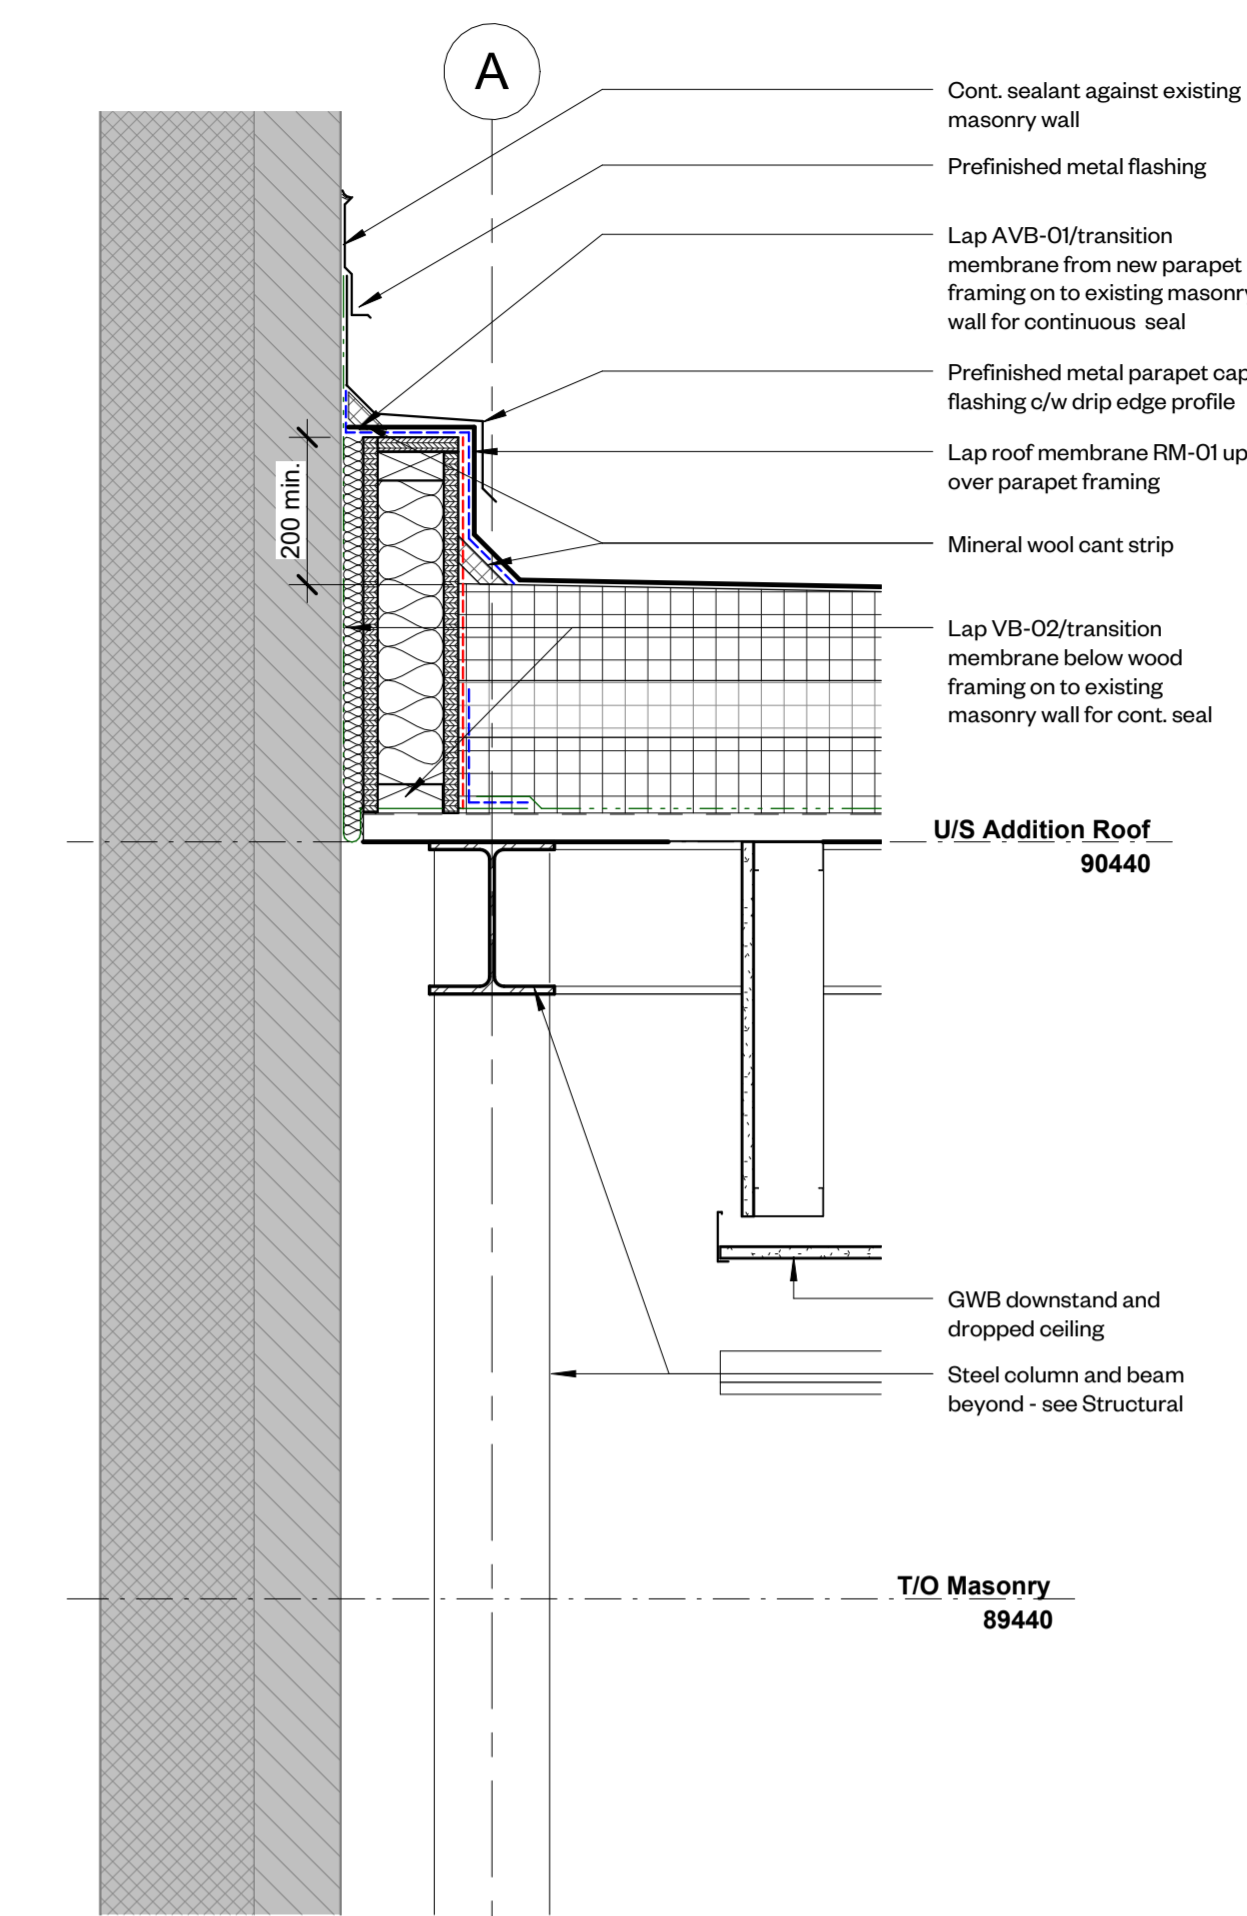 A
Cont. sealant against existing
masonry wall
Prefinished metal flashing
Lap AVB-01/transition
membrane from new parapet
framing on to existing masonry
wall for continuous seal
Prefinished metal parapet cap
flashing c/w drip edge profile
Lap roof membrane RM-01 up
over parapet framing
200 min.
Mineral wool cant strip
Lap VB-02/transition
membrane below wood
framing on to existing
masonry wall for cont. seal
U/S Addition Roof
90440
GWB downstand and
dropped ceiling
Steel column and beam
beyond - see Structural
T/O Masonry
89440